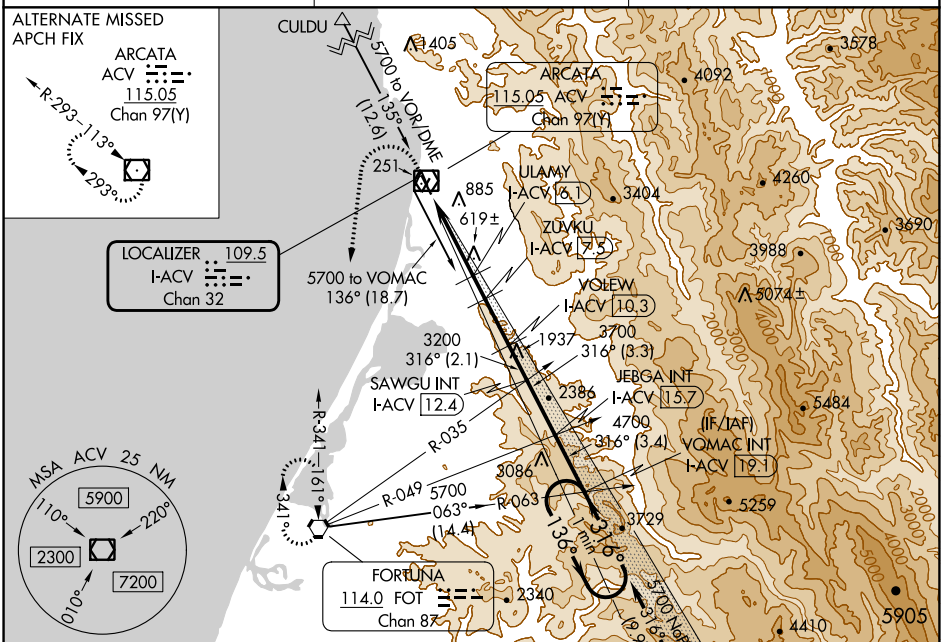 ALTERNATE MISSED
APCH FIX
ARCATA
ACV
115.05
Chan 97(Y)
R-293
113°
293°
CULDU
5700 to VOR/DME
135°
(12.6)
1405
ARCATA
115.05 ACV
Chan 97(Y)
3578
4092
251
885
619±
ULAMY
I-ACV 6.1
3404
4260
3690
ZUVKU
I-ACV 7.5
3988
LOCALIZER 109.5
I-ACV
Chan 32
5700 to VOMAC
136° (18.7)
VOLEW
I-ACV 10.3
5074±
3200
316° (2.1)
1937
3700
316° (3.3)
SAWGU INT
I-ACV 12.4
2386
JEBGA INT
I-ACV 15.7
5484
R-035
4700
316° (3.4)
(IF/IAF)
VOMAC INT
I-ACV 19.1
R-341
161°
341°
3086
R-049
5700
063°
(14.4)
R-063
5259
3729
136°
1 min
316°
MSA ACV 25 NM
5900
110°
220°
2300
7200
010°
FORTUNA
114.0 FOT
Chan 87
2340
5700 NoP
316°
(9.9
5905
4410
4000